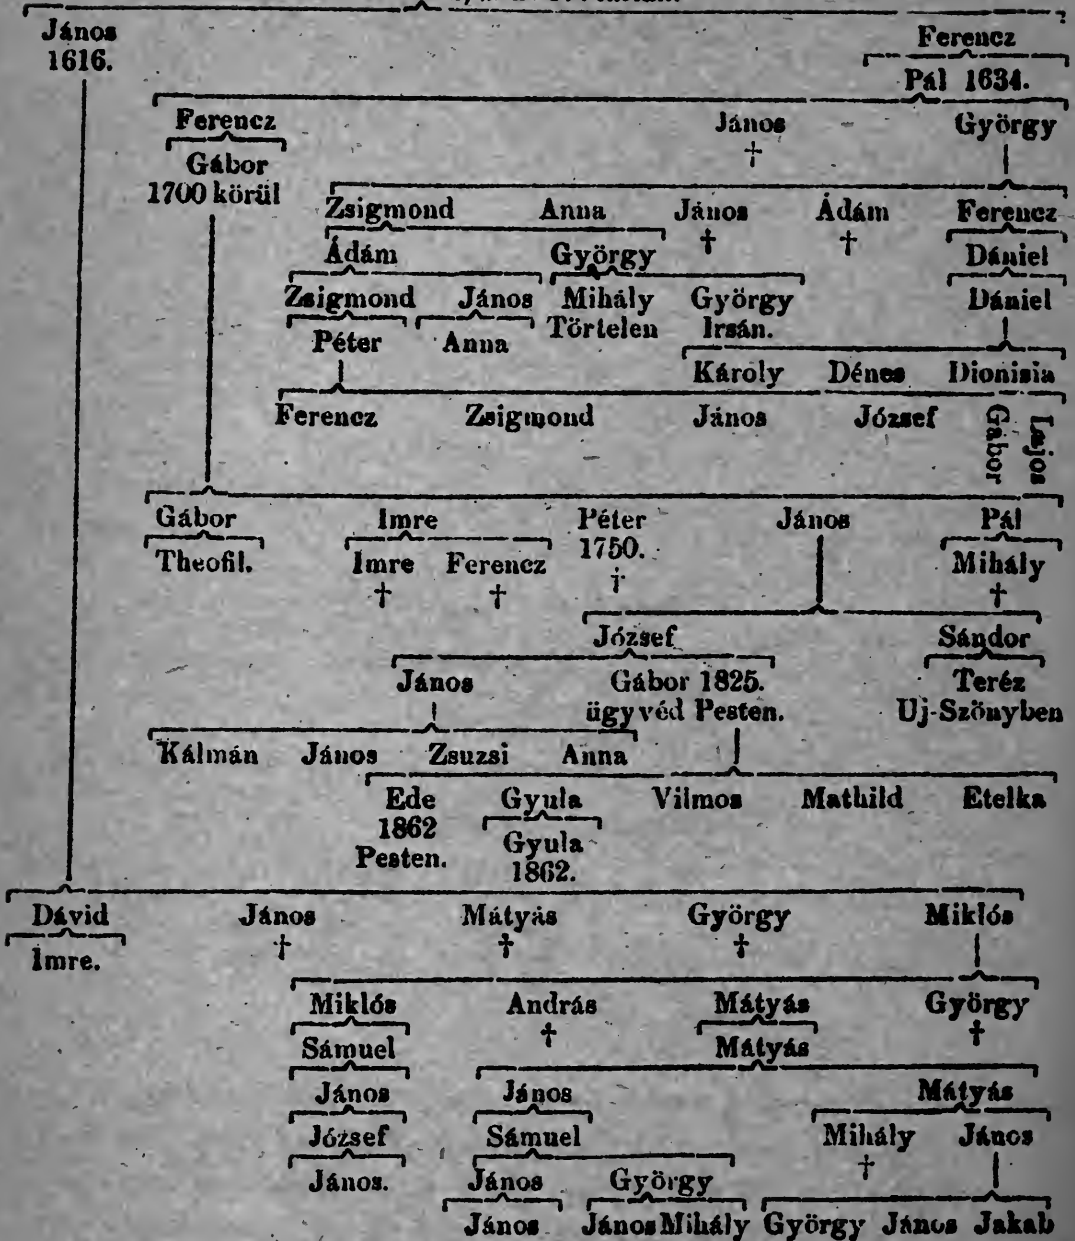 János Ferencz
1616. Pál 1634.
Ferencz János György
Gábor †
1700 körül
Zsigmond Anna János Ádám Ferencz
† †
Ádám György Dániel
Zsigmond János Mihály György Dániel
Törtelen Irsán.
Péter Anna
Károly Dénes Dionisia
Ferencz Zsigmond János József Gábor Lajos
Gábor Imre Péter János Pál
Theofil. Imre Ferencz 1750. Mihály
† † † †
József Sándor
János Gábor 1825. Teréz
ügyvéd Pesten. Uj-Szőnyben
Kálmán János Zsuzsi Anna
Ede Gyula Vilmos Mathild Etelka
1862 Gyula
Pesten. 1862.
Dávid János Mátyás György Miklós
Imre. † † †
Miklós András Mátyás György
† †
Sámuel Mátyás
János János Mátyás
József Sámuel Mihály János
†
János. János György
János János Mihály György János Jakab